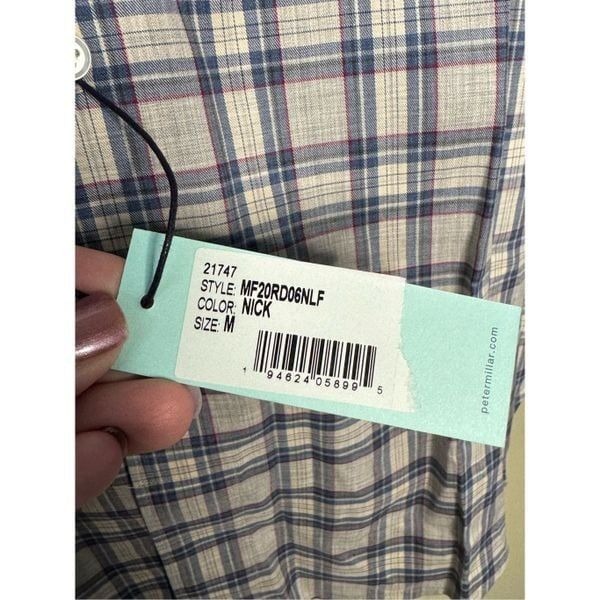 21747
STYLE: MF20RD06NLF
COLOR: NICK
SIZE: M
1 94624 05899 5
petermillar.com